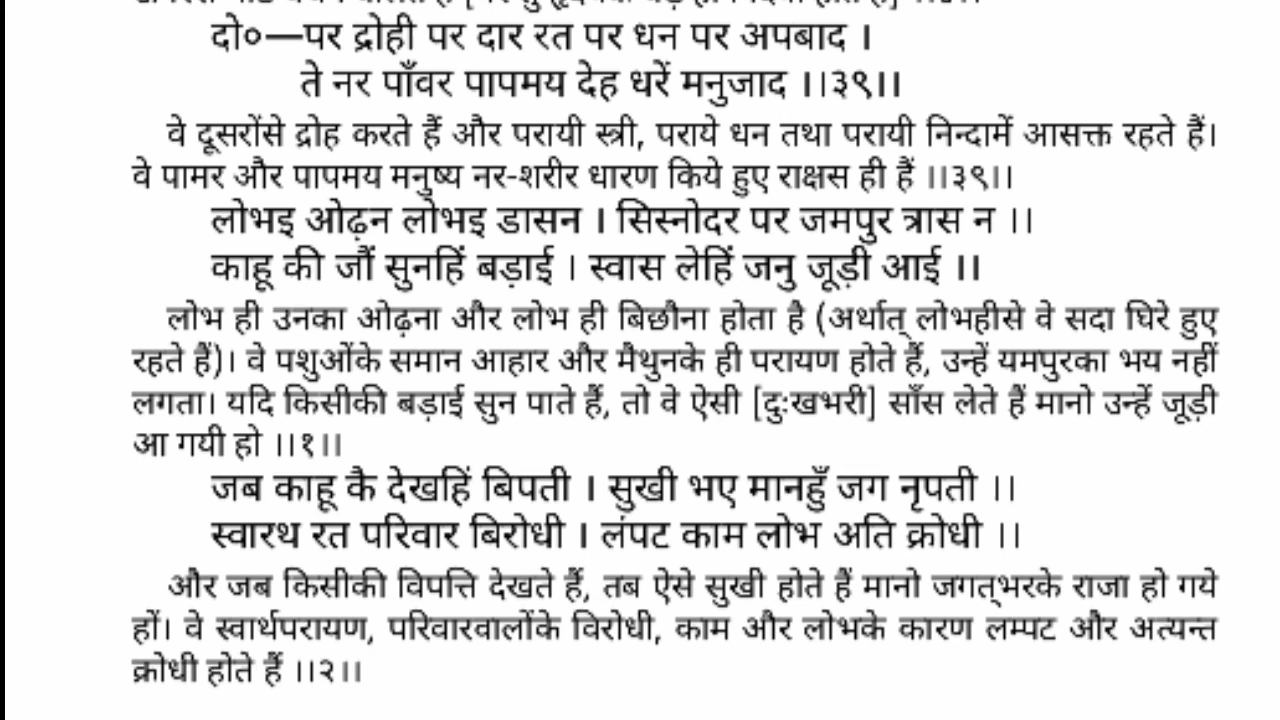 दो०—पर द्रोही पर दार रत पर धन पर अपबाद ।
ते नर पाँवर पापमय देह धरें मनुजाद ।।३९।।
वे दूसरोंसे द्रोह करते हैं और परायी स्त्री, पराये धन तथा परायी निन्दामें आसक्त रहते हैं।
वे पामर और पापमय मनुष्य नर-शरीर धारण किये हुए राक्षस ही हैं ।।३९।।
लोभइ ओढ़न लोभइ डासन । सिस्नोदर पर जमपुर त्रास न ।।
काहू की जौं सुनहिं बड़ाई । स्वास लेहिं जनु जूड़ी आई ।।
लोभ ही उनका ओढ़ना और लोभ ही बिछौना होता है (अर्थात् लोभहीसे वे सदा घिरे हुए
रहते हैं)। वे पशुओंके समान आहार और मैथुनके ही परायण होते हैं, उन्हें यमपुरका भय नहीं
लगता। यदि किसीकी बड़ाई सुन पाते हैं, तो वे ऐसी [दुःखभरी] साँस लेते हैं मानो उन्हें जूड़ी
आ गयी हो ।।१।।
जब काहू कै देखहिं बिपती । सुखी भए मानहुँ जग नृपती ।।
स्वारथ रत परिवार बिरोधी । लंपट काम लोभ अति क्रोधी ।।
और जब किसीकी विपत्ति देखते हैं, तब ऐसे सुखी होते हैं मानो जगत्‌भरके राजा हो गये
हों। वे स्वार्थपरायण, परिवारवालोंके विरोधी, काम और लोभके कारण लम्पट और अत्यन्त
क्रोधी होते हैं ।।२।।